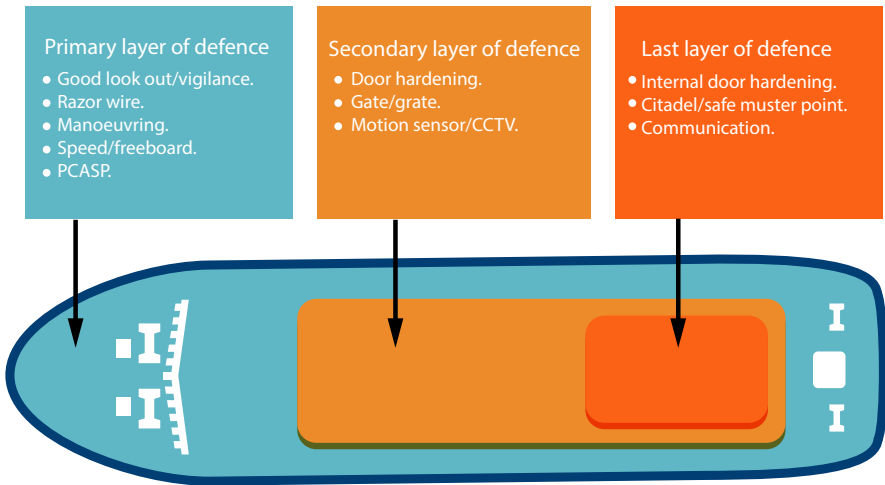 Primary layer of defence
• Good look out/vigilance.
• Razor wire.
• Manoeuvring.
• Speed/freeboard.
• PCASP.
Secondary layer of defence
• Door hardening.
• Gate/grate.
• Motion sensor/CCTV.
Last layer of defence
• Internal door hardening.
• Citadel/safe muster point.
• Communication.